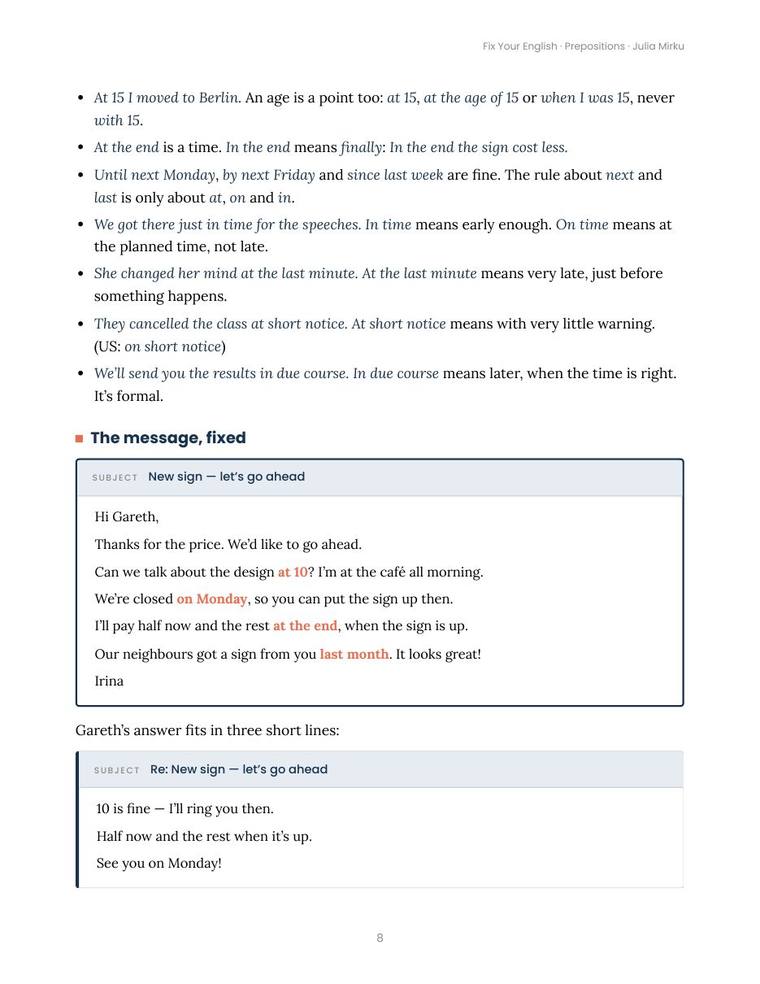 Fix Your English · Prepositions · Julia Mirku
• At 15 I moved to Berlin. An age is a point too: at 15, at the age of 15 or when I was 15, never
with 15.
• At the end is a time. In the end means finally: In the end the sign cost less.
• Until next Monday, by next Friday and since last week are fine. The rule about next and
last is only about at, on and in.
• We got there just in time for the speeches. In time means early enough. On time means at
the planned time, not late.
• She changed her mind at the last minute. At the last minute means very late, just before
something happens.
• They cancelled the class at short notice. At short notice means with very little warning.
(US: on short notice)
• We'll send you the results in due course. In due course means later, when the time is right.
It's formal.
The message, fixed
SUBJECT New sign — let's go ahead
Hi Gareth,
Thanks for the price. We'd like to go ahead.
Can we talk about the design at 10? I'm at the café all morning.
We're closed on Monday, so you can put the sign up then.
I'll pay half now and the rest at the end, when the sign is up.
Our neighbours got a sign from you last month. It looks great!
Irina
Gareth's answer fits in three short lines:
SUBJECT Re: New sign — let's go ahead
10 is fine — I'll ring you then.
Half now and the rest when it's up.
See you on Monday!
8